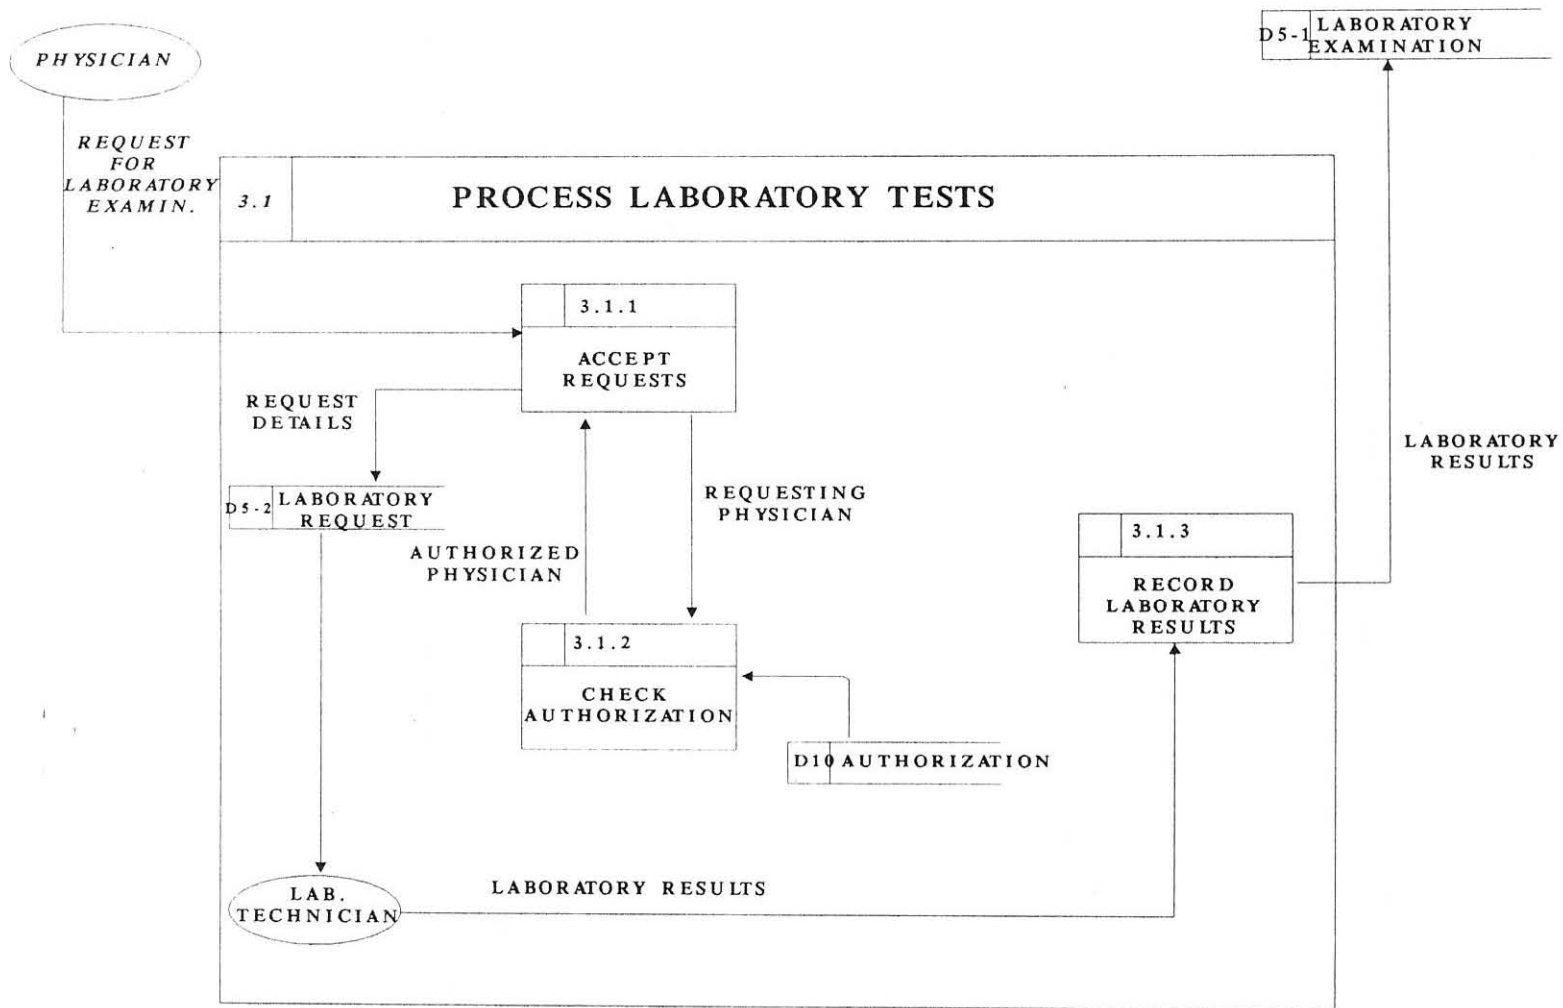 PHYSICIAN
D5-1
LABORATORY
EXAMINATION
REQUEST
FOR
LABORATORY
EXAMIN.
3.1
PROCESS LABORATORY TESTS
3.1.1
ACCEPT
REQUESTS
REQUEST
DETAILS
D5-2
LABORATORY
REQUEST
AUTHORIZED
PHYSICIAN
REQUESTING
PHYSICIAN
LABORATORY
RESULTS
3.1.3
RECORD
LABORATORY
RESULTS
3.1.2
CHECK
AUTHORIZATION
D10 AUTHORIZATION
LAB.
TECHNICIAN
LABORATORY RESULTS